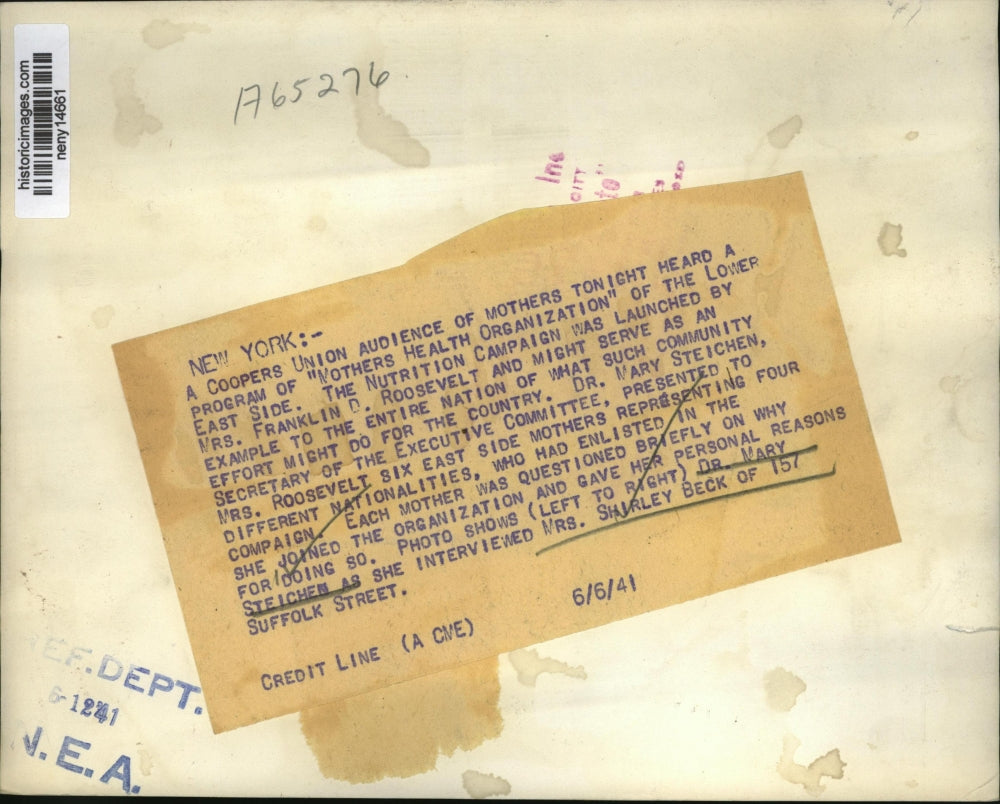 historicimages.com
neny14661
A65276
Ine
CITY
to"
NEW YORK:-
A COOPERS UNION AUDIENCE OF MOTHERS TONIGHT HEARD A
PROGRAM OF "MOTHERS HEALTH ORGANIZATION" OF THE LOWER
EAST SIDE. THE NUTRITION CAMPAIGN WAS LAUNCHED BY
MRS. FRANKLIN D. ROOSEVELT AND MIGHT SERVE AS AN
EXAMPLE TO THE ENTIRE NATION OF WHAT SUCH COMMUNITY
EFFORT MIGHT DO FOR THE COUNTRY. DR. MARY STEICHEN,
SECRETARY OF THE EXECUTIVE COMMITTEE, PRESENTED TO
MRS. ROOSEVELT SIX EAST SIDE MOTHERS REPRESENTING FOUR
DIFFERENT NATIONALITIES, WHO HAD ENLISTED IN THE
COMPAIGN. EACH MOTHER WAS QUESTIONED BRIEFLY ON WHY
SHE JOINED THE ORGANIZATION AND GAVE HER PERSONAL REASONS
FOR DOING SO. PHOTO SHOWS (LEFT TO RIGHT) DR. MARY
STEICHEN AS SHE INTERVIEWED MRS. SHIRLEY BECK OF 157
SUFFOLK STREET.
6/6/41
CREDIT LINE (A CME)
EF. DEPT.
N.E.A.